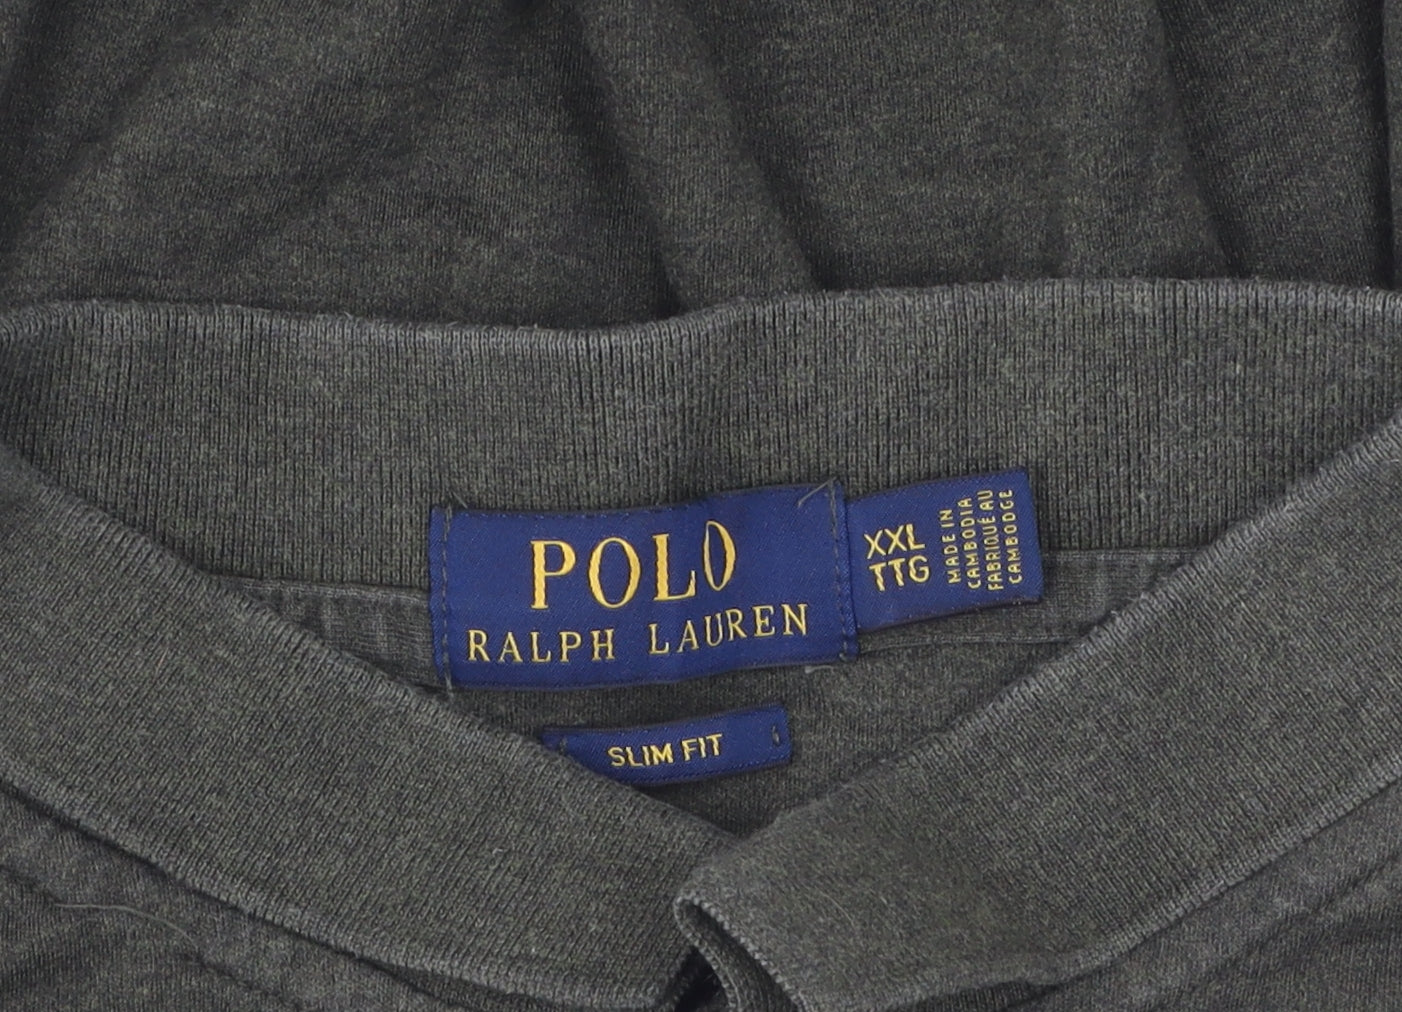 POLO
RALPH LAUREN
XXL
TTG
MADE IN
CAMBODIA
FABRIQUÉ AU
CAMBODGE
SLIM FIT